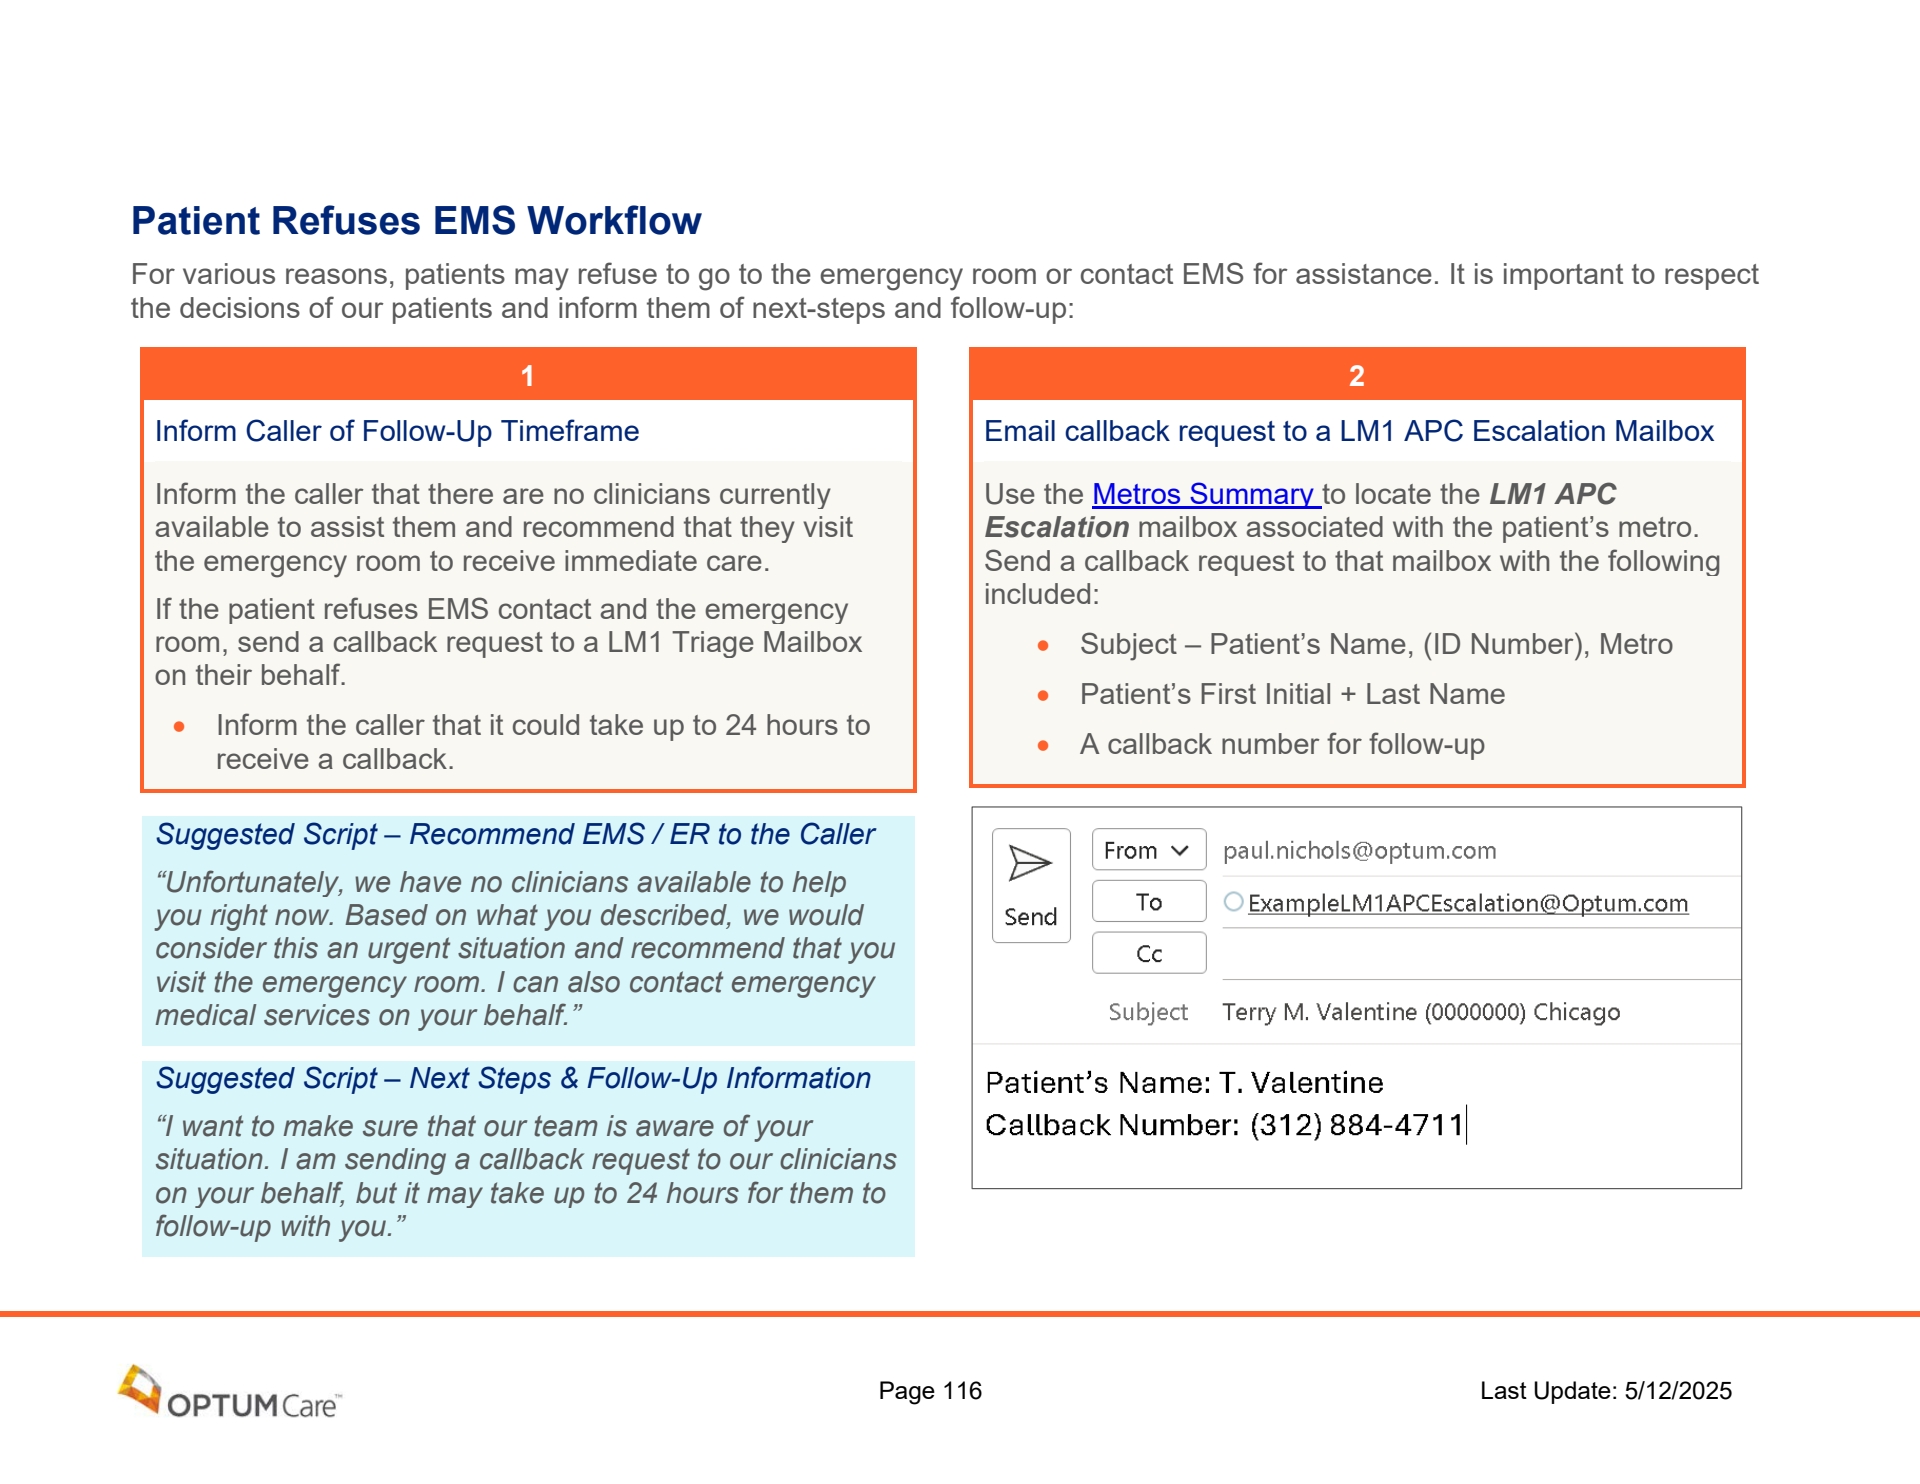 Patient Refuses EMS Workflow
For various reasons, patients may refuse to go to the emergency room or contact EMS for assistance. It is important to respect
the decisions of our patients and inform them of next-steps and follow-up:
1
Inform Caller of Follow-Up Timeframe
Inform the caller that there are no clinicians currently
available to assist them and recommend that they visit
the emergency room to receive immediate care.
If the patient refuses EMS contact and the emergency
room, send a callback request to a LM1 Triage Mailbox
on their behalf.
• Inform the caller that it could take up to 24 hours to
receive a callback.
Suggested Script – Recommend EMS / ER to the Caller
“Unfortunately, we have no clinicians available to help
you right now. Based on what you described, we would
consider this an urgent situation and recommend that you
visit the emergency room. I can also contact emergency
medical services on your behalf.”
Suggested Script – Next Steps & Follow-Up Information
“I want to make sure that our team is aware of your
situation. I am sending a callback request to our clinicians
on your behalf, but it may take up to 24 hours for them to
follow-up with you.”
2
Email callback request to a LM1 APC Escalation Mailbox
Use the Metros Summary to locate the LM1 APC
Escalation mailbox associated with the patient’s metro.
Send a callback request to that mailbox with the following
included:
• Subject – Patient’s Name, (ID Number), Metro
• Patient’s First Initial + Last Name
• A callback number for follow-up
Send
From paul.nichols@optum.com
To ExampleLM1APCEscalation@Optum.com
Cc
Subject Terry M. Valentine (0000000) Chicago
Patient’s Name: T. Valentine
Callback Number: (312) 884-4711
OPTUMCare™
Page 116
Last Update: 5/12/2025